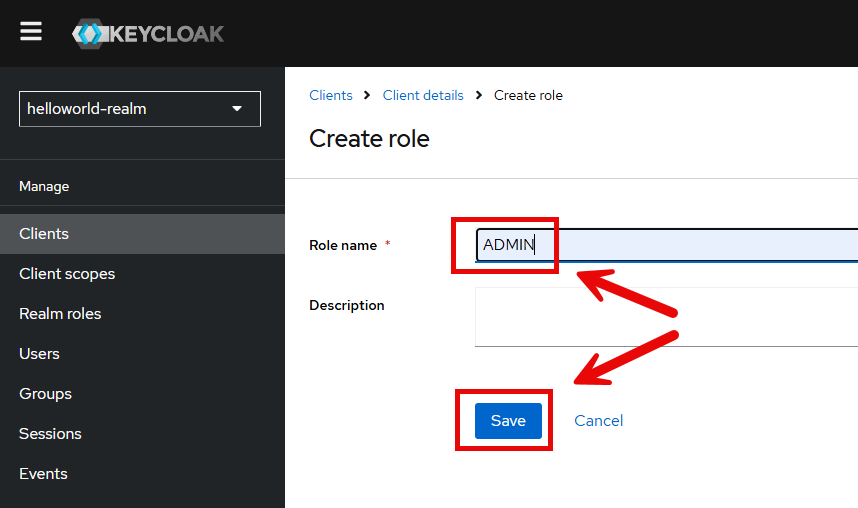 KEYCLOAK
helloworld-realm
Manage
Clients
Client scopes
Realm roles
Users
Groups
Sessions
Events
Clients > Client details > Create role
Create role
Role name *
ADMIN
Description
Save Cancel